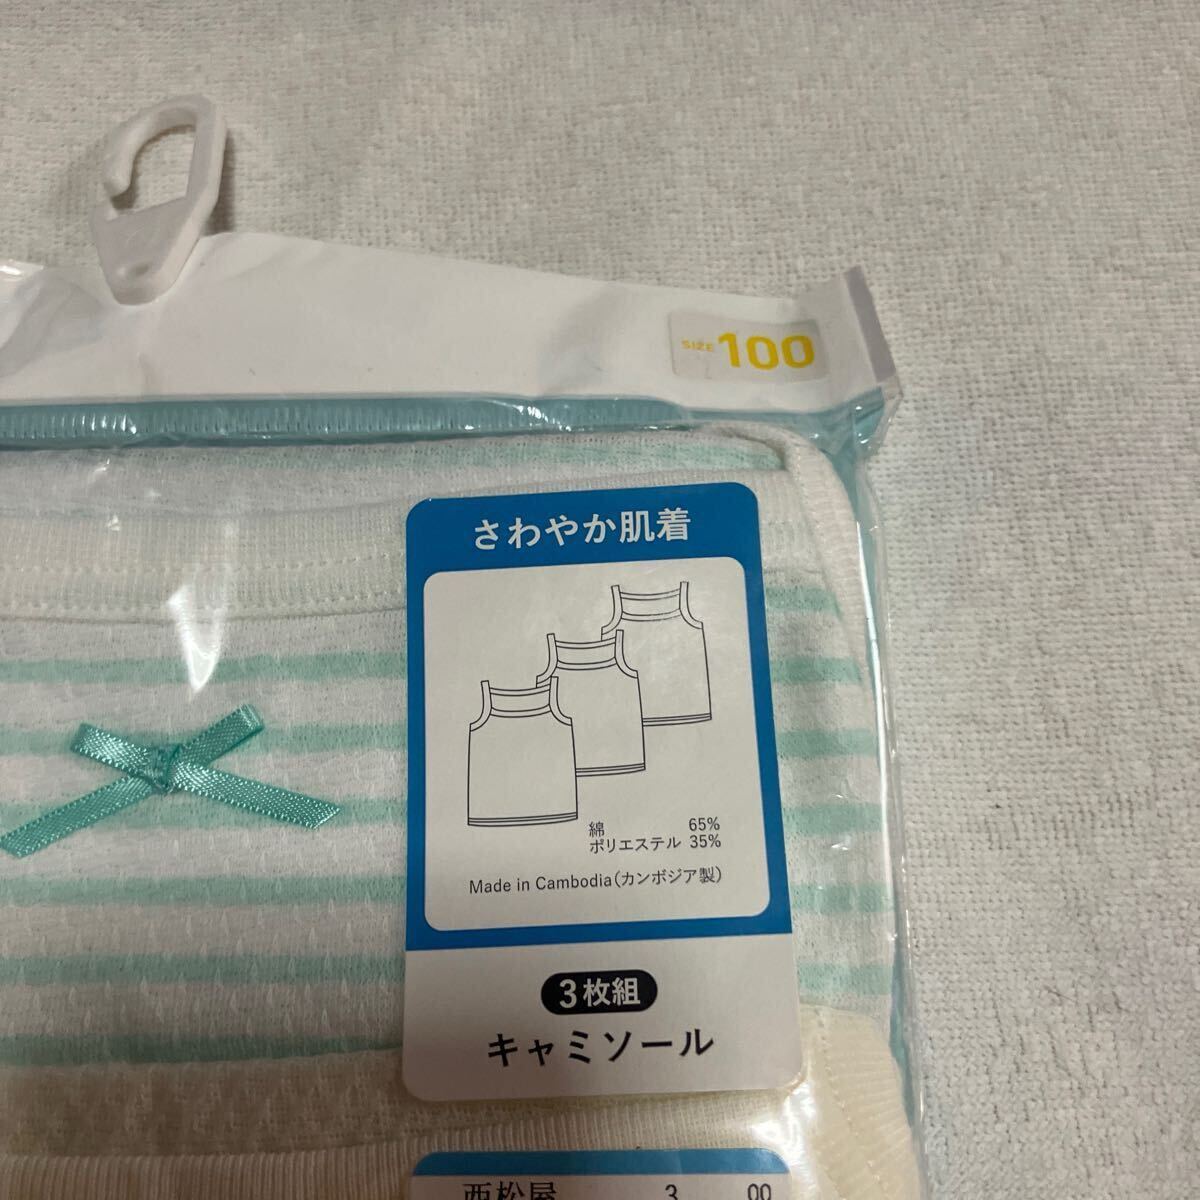 SIZE 100
さわやか肌着
綿 65%
ポリエステル 35%
Made in Cambodia(カンボジア製)
3枚組
キャミソール
西松屋 3 00